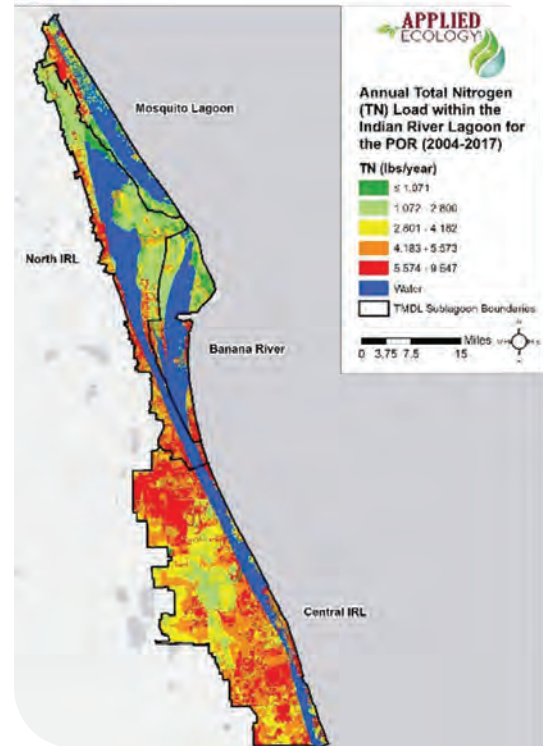 APPLIED
ECOLOGY
Annual Total Nitrogen
(TN) Load within the
Indian River Lagoon for
the POR (2004-2017)
TN (lbs/year)
≤ 1.071
1.072 - 2.800
2.801 - 4.182
4.183 - 5.573
5.574 - 9.647
Water
TMDL Sublagoon Boundaries
Miles
0 3.75 7.5 15
Mosquito Lagoon
North IRL
Banana River
Central IRL